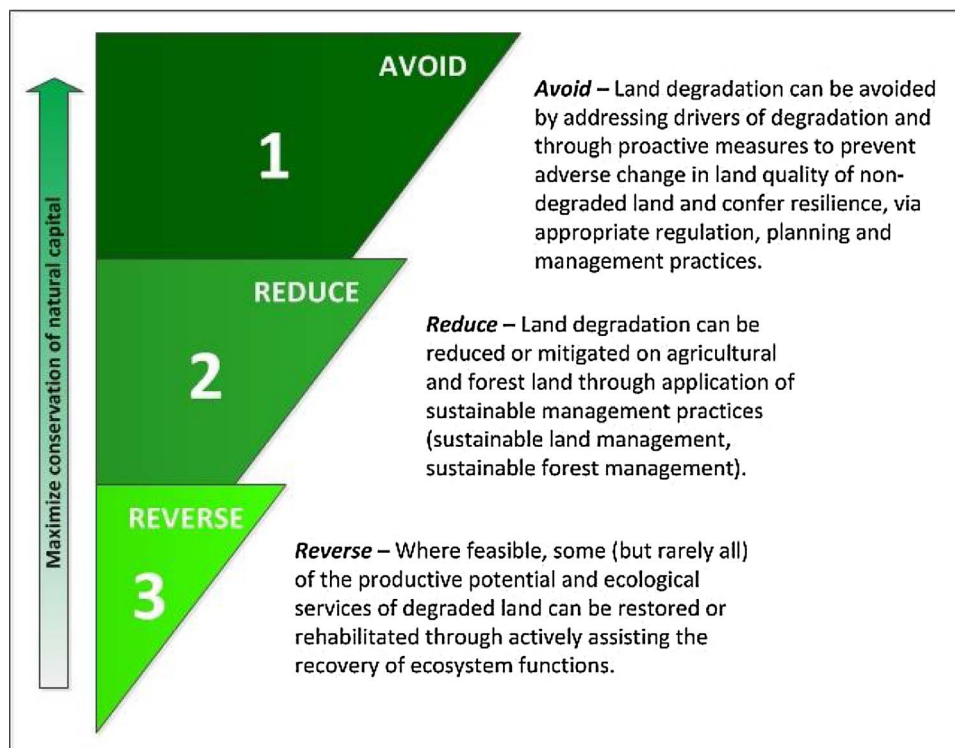 Maximize conservation of natural capital
AVOID
1
Avoid – Land degradation can be avoided
by addressing drivers of degradation and
through proactive measures to prevent
adverse change in land quality of non-
degraded land and confer resilience, via
appropriate regulation, planning and
management practices.
REDUCE
2
Reduce – Land degradation can be
reduced or mitigated on agricultural
and forest land through application of
sustainable management practices
(sustainable land management,
sustainable forest management).
REVERSE
3
Reverse – Where feasible, some (but rarely all)
of the productive potential and ecological
services of degraded land can be restored or
rehabilitated through actively assisting the
recovery of ecosystem functions.